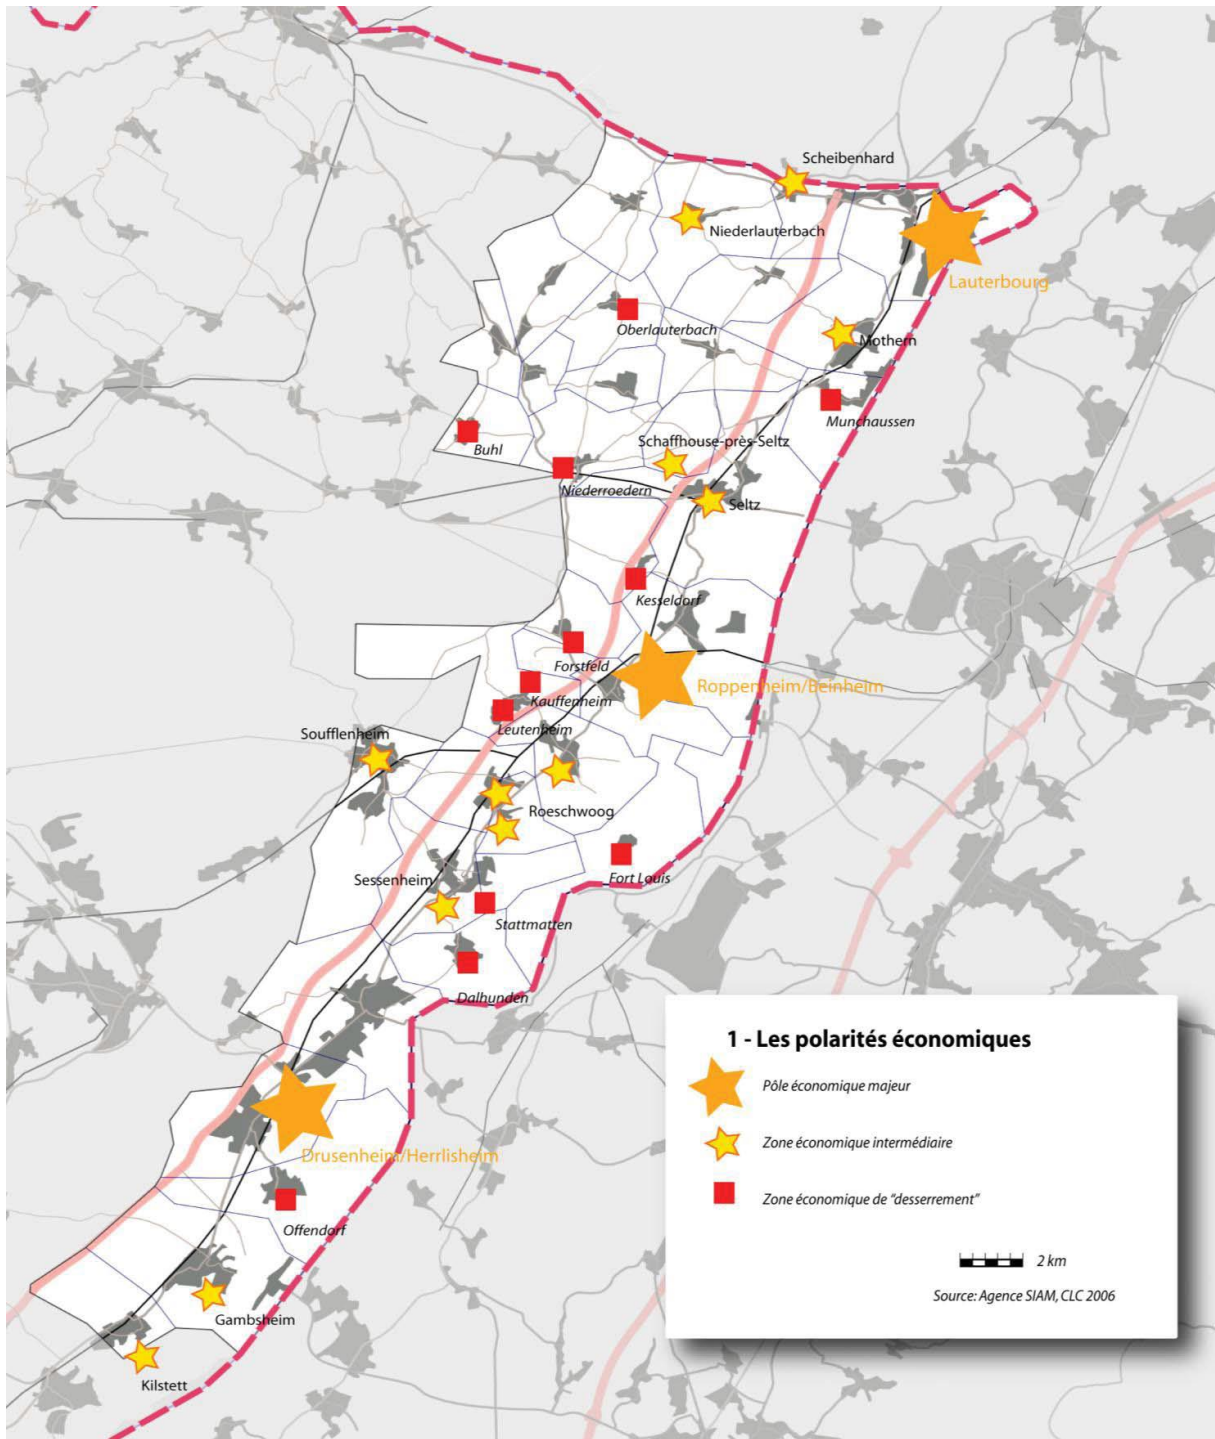 Scheibenhard
Niederlauterbach
Lauterbourg
Oberlauterbach
Mothern
Munchaussen
Schaffhouse-près-Seltz
Buhl
Niederroedern
Seltz
Kesseldorf
Forstfeld
Roppenheim/Beinheim
Kauffenheim
Leutenheim
Soufflenheim
Roeschwoog
Sessenheim
Fort Louis
Stattmatten
Dalhunden
Drusenheim/Herrlisheim
Offendorf
Gambsheim
Kilstett
1 - Les polarités économiques
Pôle économique majeur
Zone économique intermédiaire
Zone économique de “desserrement”
2 km
Source: Agence SIAM, CLC 2006